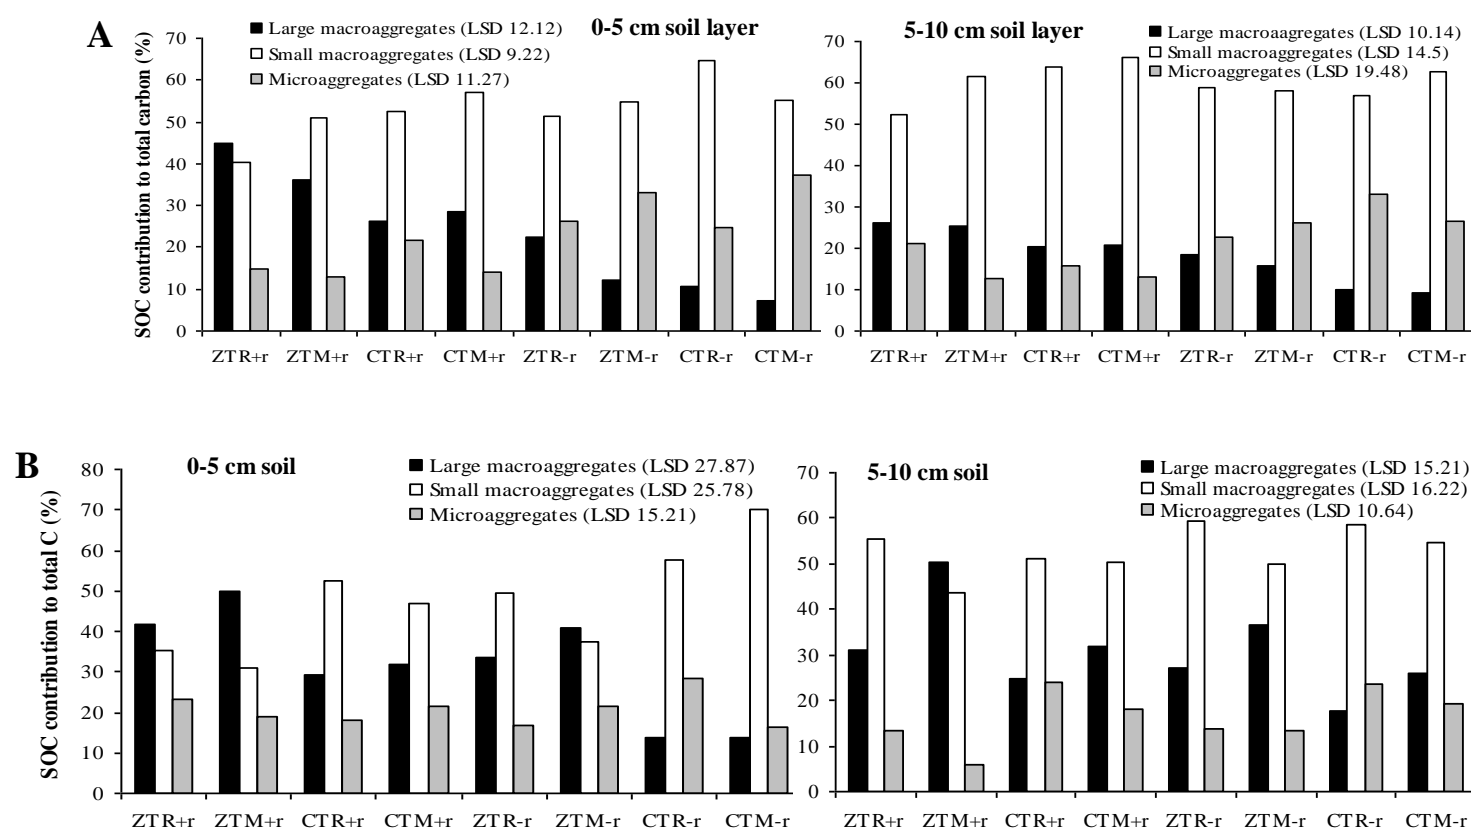 A
0-5 cm soil layer
Large macroaggregates (LSD 12.12)
Small macroaggregates (LSD 9.22)
Microaggregates (LSD 11.27)
SOC contribution to total carbon (%)
70
60
50
40
30
20
10
0
ZTR+r ZTM+r CTR+r CTM+r ZTR-r ZTM-r CTR-r CTM-r
5-10 cm soil layer
Large macroaagregates (LSD 10.14)
Small macroaggregates (LSD 14.5)
Microaggregates (LSD 19.48)
70
60
50
40
30
20
10
0
ZTR+r ZTM+r CTR+r CTM+r ZTR-r ZTM-r CTR-r CTM-r
B
0-5 cm soil
Large macroaggregates (LSD 27.87)
Small macroaggregates (LSD 25.78)
Microaggregates (LSD 15.21)
SOC contribution to total C (%)
80
70
60
50
40
30
20
10
0
ZTR+r ZTM+r CTR+r CTM+r ZTR-r ZTM-r CTR-r CTM-r
5-10 cm soil
Large macroaggregates (LSD 15.21)
Small macroaggregates (LSD 16.22)
Microaggregates (LSD 10.64)
70
60
50
40
30
20
10
0
ZTR+r ZTM+r CTR+r CTM+r ZTR-r ZTM-r CTR-r CTM-r